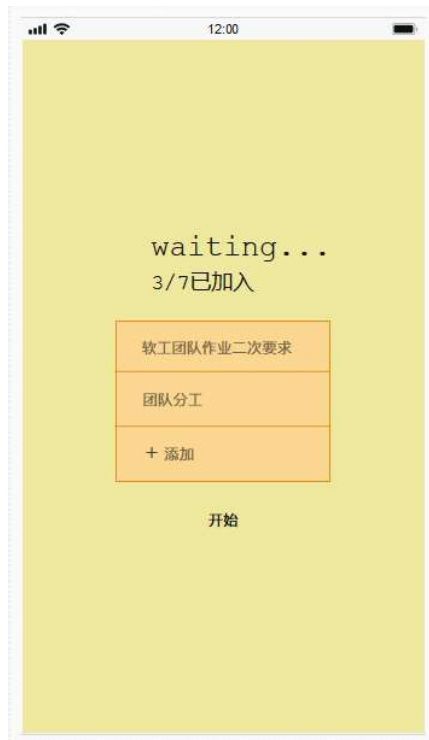 12:00
waiting...
3/7已加入
软工团队作业二次要求
团队分工
+ 添加
开始